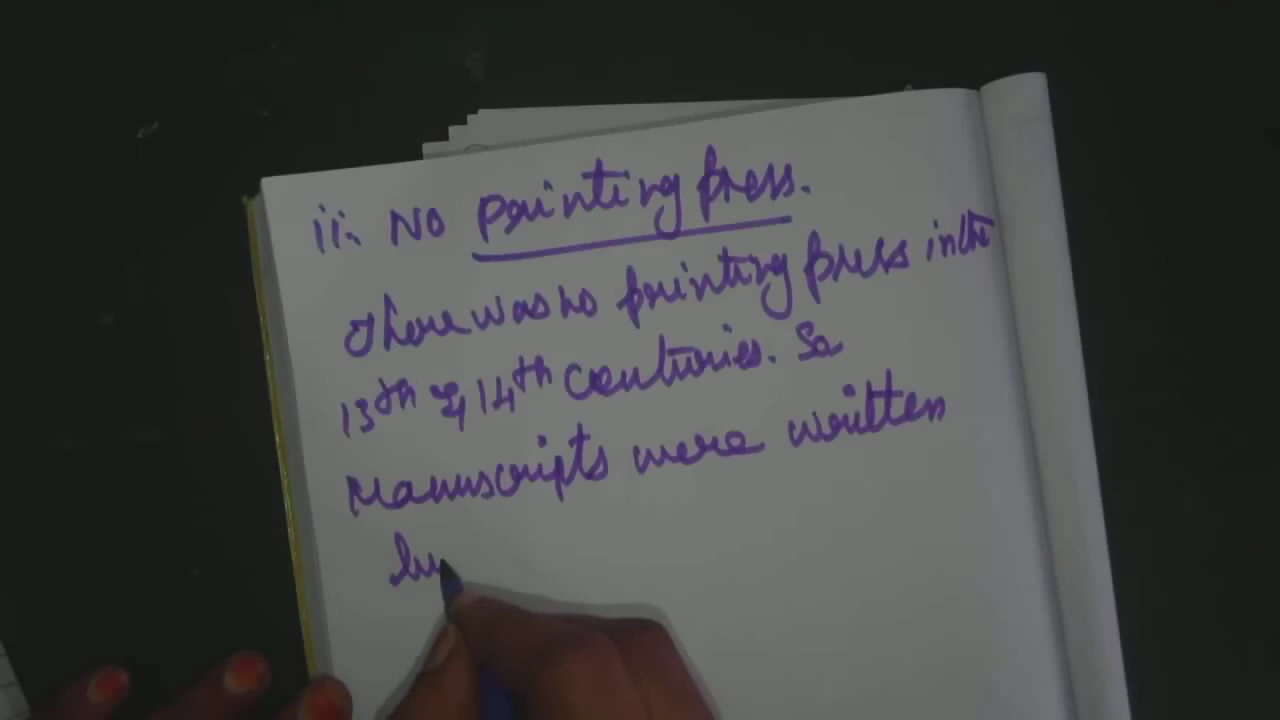 ii. No printing press.
There was no printing press in the
13th & 14th centuries. So
Manuscripts were written